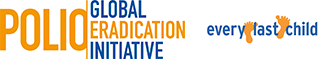 POLIO GLOBAL
ERADICATION
INITIATIVE
every last child